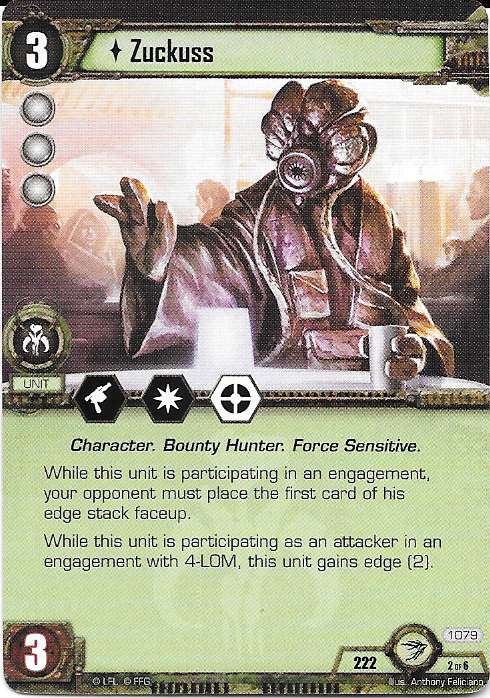 3
Zuckuss
UNIT
Character. Bounty Hunter. Force Sensitive.
While this unit is participating in an engagement,
your opponent must place the first card of his
edge stack faceup.
While this unit is participating as an attacker in an
engagement with 4-LOM, this unit gains edge (2).
3
© LFL © FFG
222
1079
2 OF 6
Illus. Anthony Feliciano